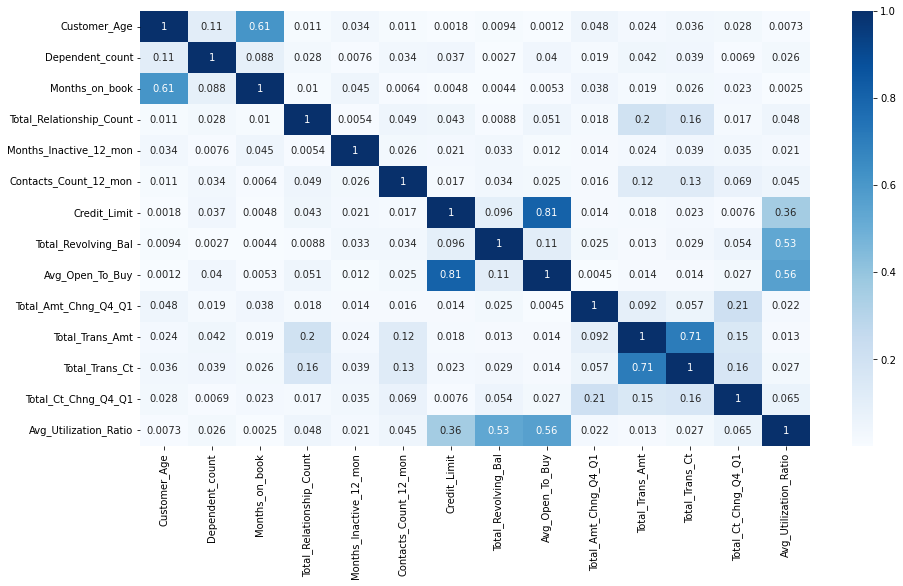 Customer_Age 1 0.11 0.61 0.011 0.034 0.011 0.0018 0.0094 0.0012 0.048 0.024 0.036 0.028 0.0073
Dependent_count 0.11 1 0.088 0.028 0.0076 0.034 0.037 0.0027 0.04 0.019 0.042 0.039 0.0069 0.026
Months_on_book 0.61 0.088 1 0.01 0.045 0.0064 0.0048 0.0044 0.0053 0.038 0.019 0.026 0.023 0.0025
Total_Relationship_Count 0.011 0.028 0.01 1 0.0054 0.049 0.043 0.0088 0.051 0.018 0.2 0.16 0.017 0.048
Months_Inactive_12_mon 0.034 0.0076 0.045 0.0054 1 0.026 0.021 0.033 0.012 0.014 0.024 0.039 0.035 0.021
Contacts_Count_12_mon 0.011 0.034 0.0064 0.049 0.026 1 0.017 0.034 0.025 0.016 0.12 0.13 0.069 0.045
Credit_Limit 0.0018 0.037 0.0048 0.043 0.021 0.017 1 0.096 0.81 0.014 0.018 0.023 0.0076 0.36
Total_Revolving_Bal 0.0094 0.0027 0.0044 0.0088 0.033 0.034 0.096 1 0.11 0.025 0.013 0.029 0.054 0.53
Avg_Open_To_Buy 0.0012 0.04 0.0053 0.051 0.012 0.025 0.81 0.11 1 0.0045 0.014 0.014 0.027 0.56
Total_Amt_Chng_Q4_Q1 0.048 0.019 0.038 0.018 0.014 0.016 0.014 0.025 0.0045 1 0.092 0.057 0.21 0.022
Total_Trans_Amt 0.024 0.042 0.019 0.2 0.024 0.12 0.018 0.013 0.014 0.092 1 0.71 0.15 0.013
Total_Trans_Ct 0.036 0.039 0.026 0.16 0.039 0.13 0.023 0.029 0.014 0.057 0.71 1 0.16 0.027
Total_Ct_Chng_Q4_Q1 0.028 0.0069 0.023 0.017 0.035 0.069 0.0076 0.054 0.027 0.21 0.15 0.16 1 0.065
Avg_Utilization_Ratio 0.0073 0.026 0.0025 0.048 0.021 0.045 0.36 0.53 0.56 0.022 0.013 0.027 0.065 1
Customer_Age
Dependent_count
Months_on_book
Total_Relationship_Count
Months_Inactive_12_mon
Contacts_Count_12_mon
Credit_Limit
Total_Revolving_Bal
Avg_Open_To_Buy
Total_Amt_Chng_Q4_Q1
Total_Trans_Amt
Total_Trans_Ct
Total_Ct_Chng_Q4_Q1
Avg_Utilization_Ratio
1.0
0.8
0.6
0.4
0.2